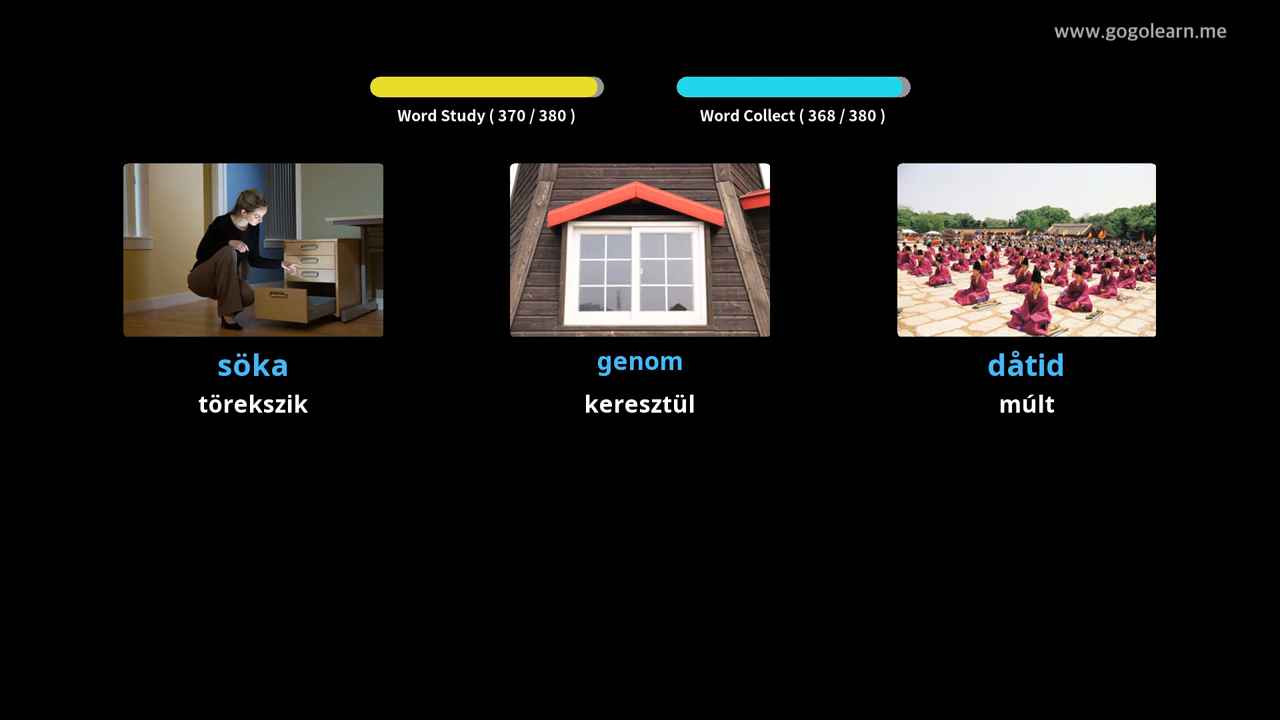 www.gogolearn.me
Word Study ( 370 / 380 )
Word Collect ( 368 / 380 )
söka
genom
dåtid
törekszik
keresztül
múlt